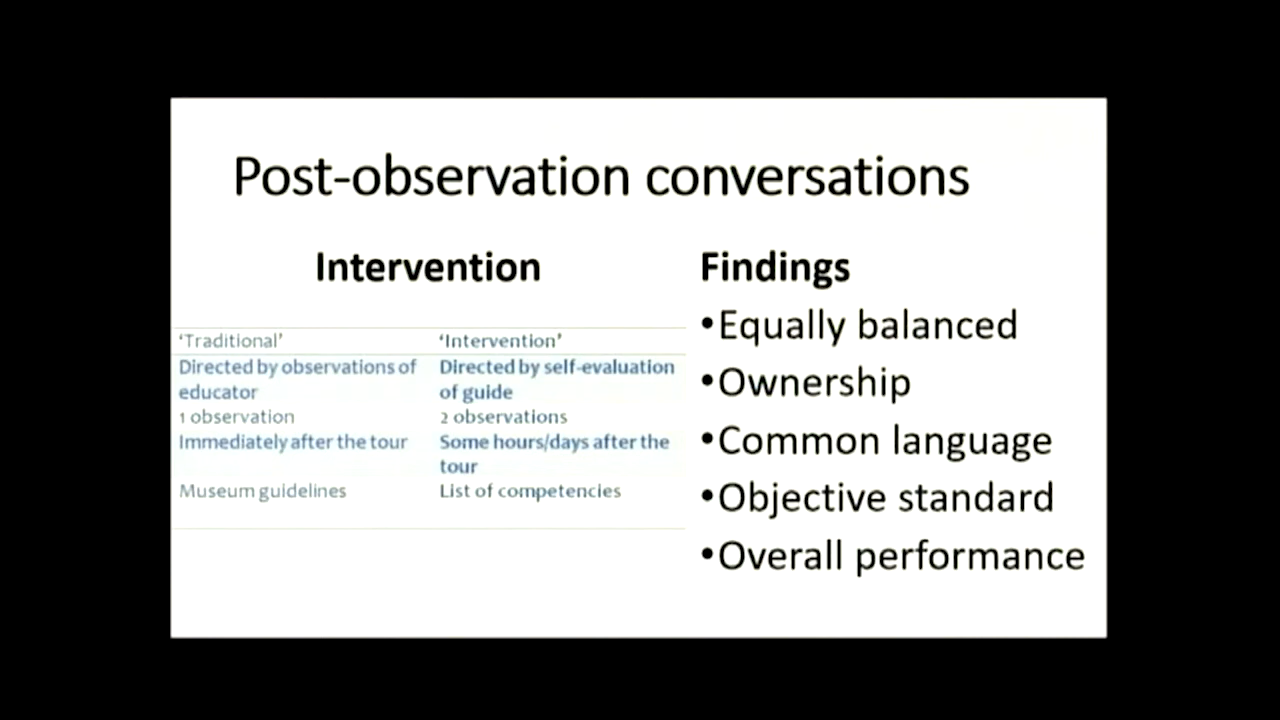 Post-observation conversations
Intervention
‘Traditional’ ‘Intervention’
Directed by observations of Directed by self-evaluation
educator of guide
1 observation 2 observations
Immediately after the tour Some hours/days after the
tour
Museum guidelines List of competencies
Findings
•Equally balanced
•Ownership
•Common language
•Objective standard
•Overall performance